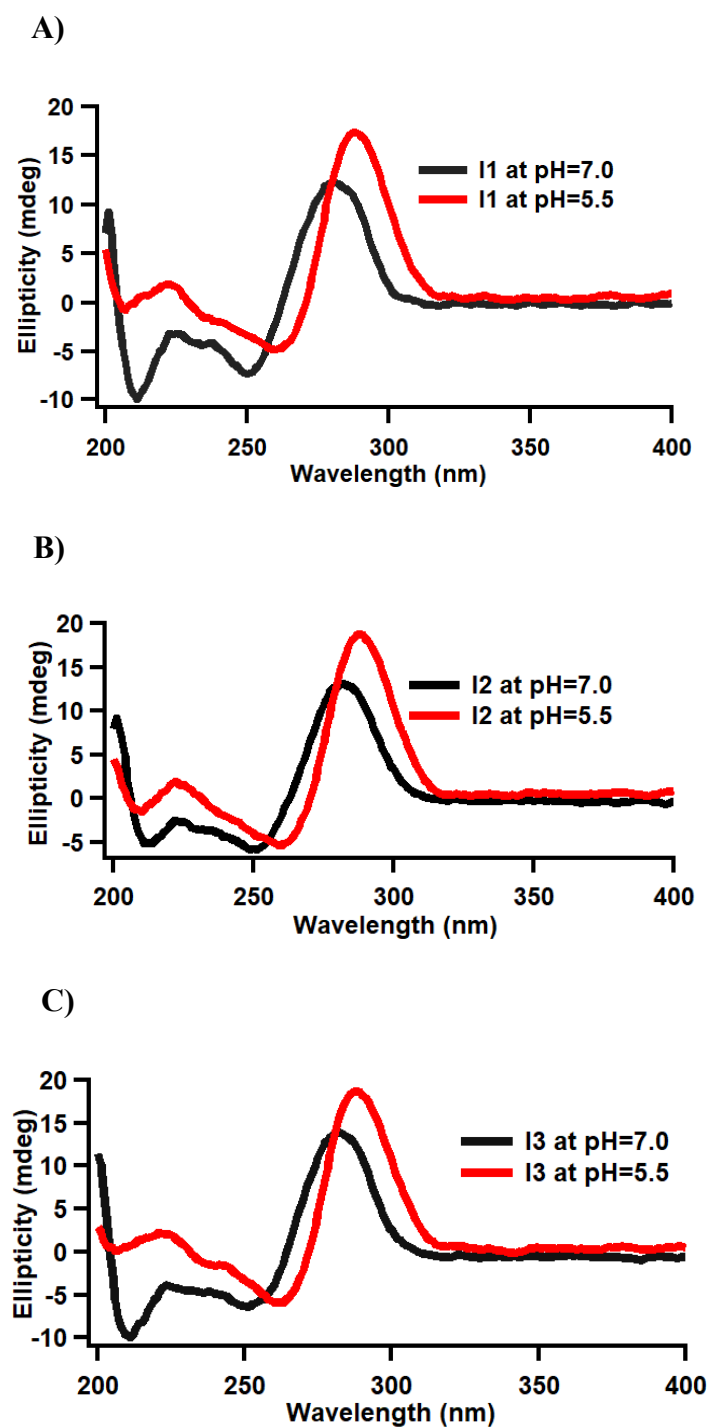 A)
20
15
10
5
0
-5
-10
Ellipticity (mdeg)
I1 at pH=7.0
I1 at pH=5.5
200
250
300
350
400
Wavelength (nm)
B)
20
15
10
5
0
-5
Ellipticity (mdeg)
I2 at pH=7.0
I2 at pH=5.5
200
250
300
350
400
Wavelength (nm)
C)
20
15
10
5
0
-5
-10
Ellipticity (mdeg)
I3 at pH=7.0
I3 at pH=5.5
200
250
300
350
400
Wavelength (nm)